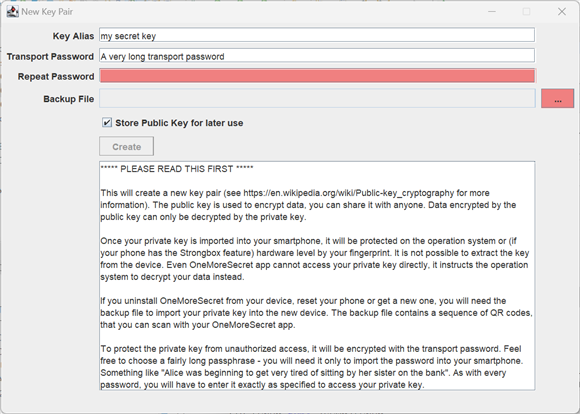 New Key Pair
Key Alias my secret key
Transport Password A very long transport password
Repeat Password
Backup File ...
Store Public Key for later use
Create
***** PLEASE READ THIS FIRST *****
This will create a new key pair (see https://en.wikipedia.org/wiki/Public-key_cryptography for more
information). The public key is used to encrypt data, you can share it with anyone. Data encrypted by the
public key can only be decrypted by the private key.
Once your private key is imported into your smartphone, it will be protected on the operation system or (if
your phone has the Strongbox feature) hardware level by your fingerprint. It is not possible to extract the key
from the device. Even OneMoreSecret app cannot access your private key directly, it instructs the operation
system to decrypt your data instead.
If you uninstall OneMoreSecret from your device, reset your phone or get a new one, you will need the
backup file to import your private key into the new device. The backup file contains a sequence of QR codes,
that you can scan with your OneMoreSecret app.
To protect the private key from unauthorized access, it will be encrypted with the transport password. Feel
free to choose a fairly long passphrase - you will need it only to import the password into your smartphone.
Something like "Alice was beginning to get very tired of sitting by her sister on the bank". As with every
password, you will have to enter it exactly as specified to access your private key.